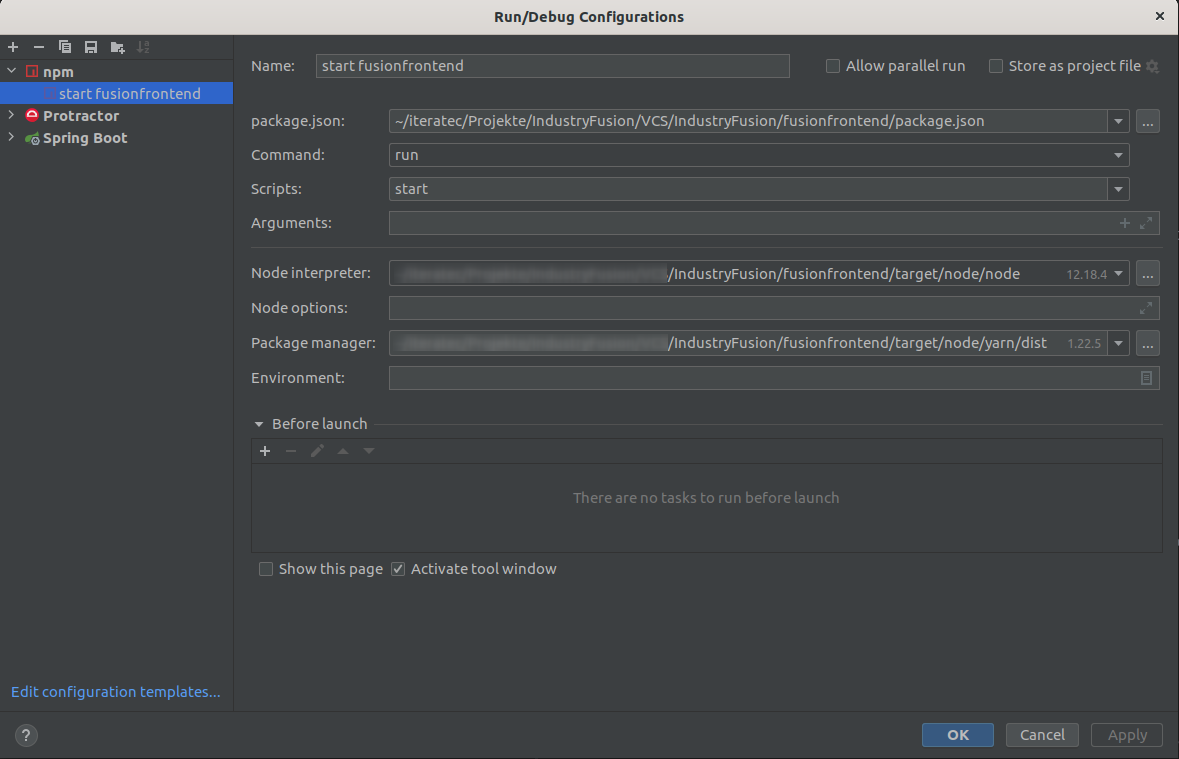 Run/Debug Configurations
npm
start fusionfrontend
Protractor
Spring Boot
Edit configuration templates...
Name: start fusionfrontend Allow parallel run Store as project file
package.json: ~/iteratec/Projekte/IndustryFusion/VCS/IndustryFusion/fusionfrontend/package.json ...
Command: run
Scripts: start
Arguments:
Node interpreter: /IndustryFusion/fusionfrontend/target/node/node 12.18.4 ...
Node options:
Package manager: /IndustryFusion/fusionfrontend/target/node/yarn/dist 1.22.5 ...
Environment:
Before launch
There are no tasks to run before launch
Show this page Activate tool window
? OK Cancel Apply